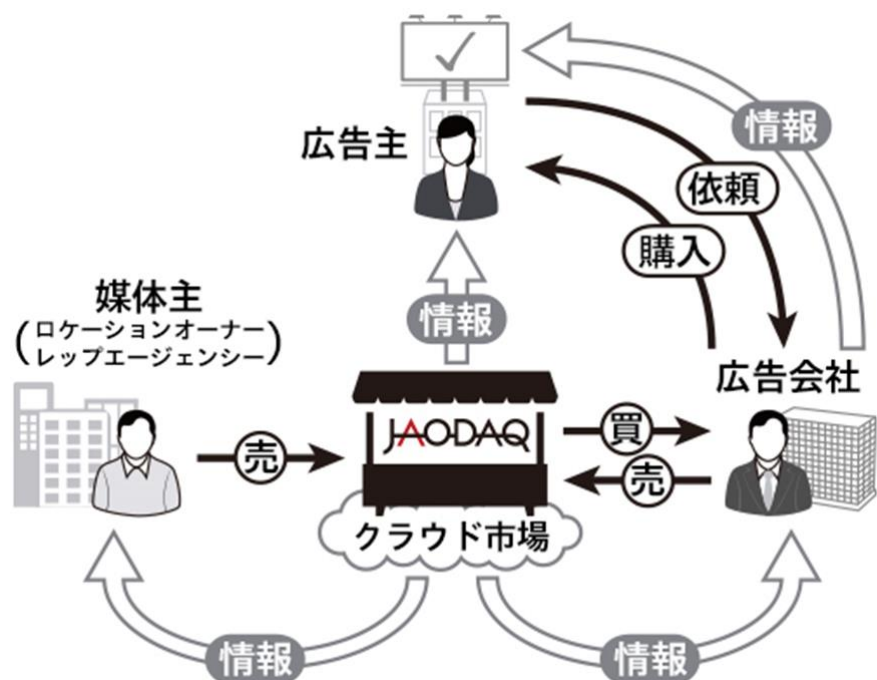 情報
広告主
依頼
購入
媒体主
(ロケーションオーナー
レップエージェンシー)
情報
広告会社
JAODAQ
売
買
売
クラウド市場
情報
情報